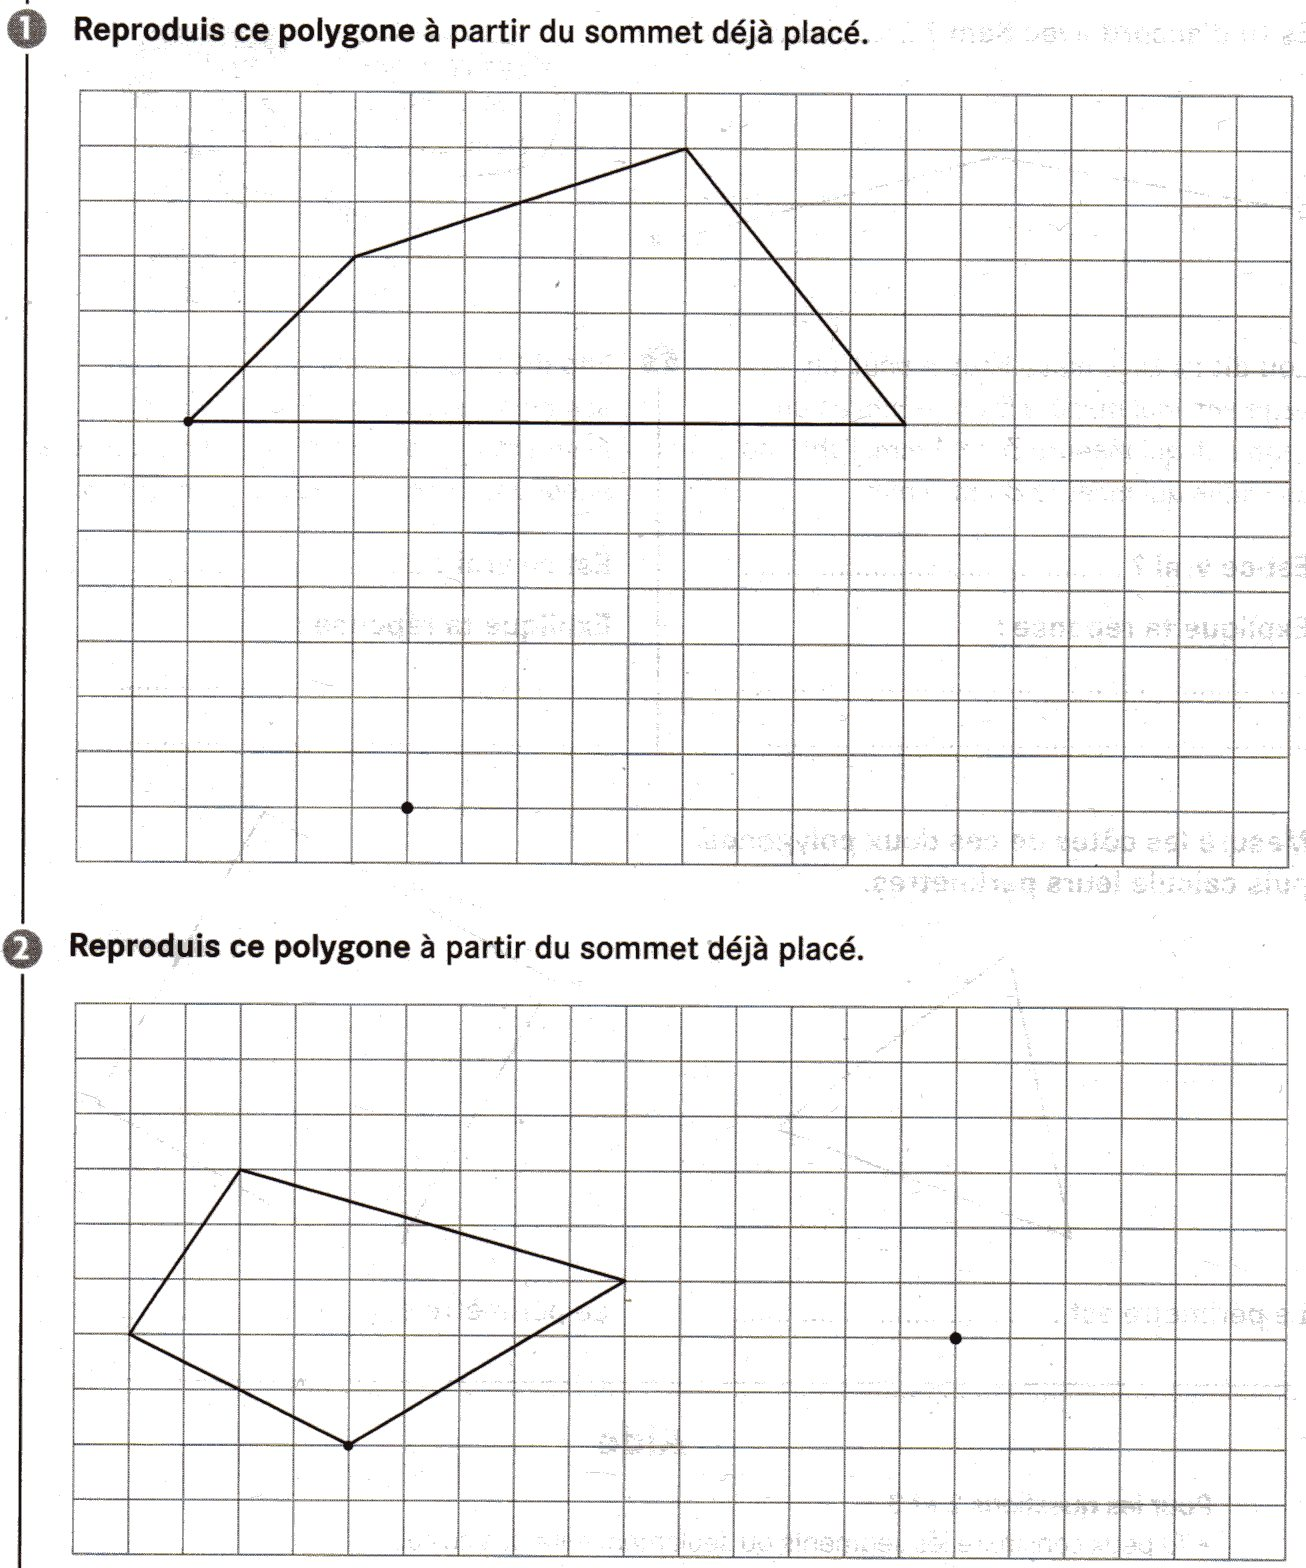 1 Reproduis ce polygone à partir du sommet déjà placé.
2 Reproduis ce polygone à partir du sommet déjà placé.